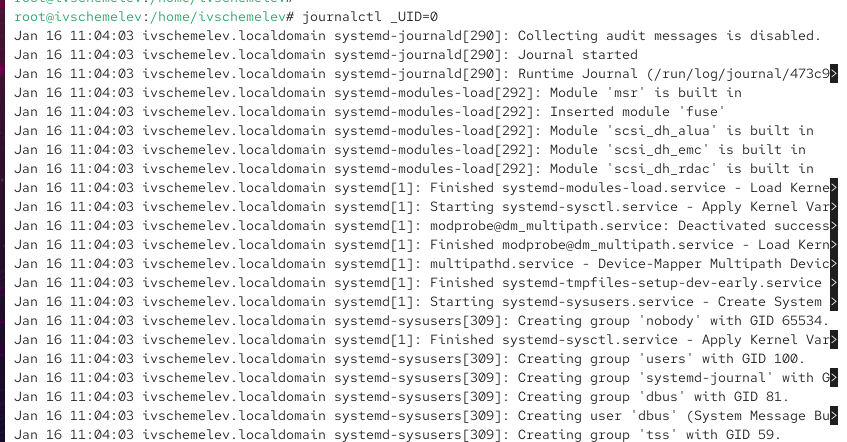 root@ivschemelev:/home/ivschemelev#
root@ivschemelev:/home/ivschemelev# journalctl _UID=0
Jan 16 11:04:03 ivschemelev.localdomain systemd-journald[290]: Collecting audit messages is disabled.
Jan 16 11:04:03 ivschemelev.localdomain systemd-journald[290]: Journal started
Jan 16 11:04:03 ivschemelev.localdomain systemd-journald[290]: Runtime Journal (/run/log/journal/473c9>
Jan 16 11:04:03 ivschemelev.localdomain systemd-modules-load[292]: Module 'msr' is built in
Jan 16 11:04:03 ivschemelev.localdomain systemd-modules-load[292]: Inserted module 'fuse'
Jan 16 11:04:03 ivschemelev.localdomain systemd-modules-load[292]: Module 'scsi_dh_alua' is built in
Jan 16 11:04:03 ivschemelev.localdomain systemd-modules-load[292]: Module 'scsi_dh_emc' is built in
Jan 16 11:04:03 ivschemelev.localdomain systemd-modules-load[292]: Module 'scsi_dh_rdac' is built in
Jan 16 11:04:03 ivschemelev.localdomain systemd[1]: Finished systemd-modules-load.service - Load Kerne>
Jan 16 11:04:03 ivschemelev.localdomain systemd[1]: Starting systemd-sysctl.service - Apply Kernel Var>
Jan 16 11:04:03 ivschemelev.localdomain systemd[1]: modprobe@dm_multipath.service: Deactivated success>
Jan 16 11:04:03 ivschemelev.localdomain systemd[1]: Finished modprobe@dm_multipath.service - Load Kern>
Jan 16 11:04:03 ivschemelev.localdomain systemd[1]: multipathd.service - Device-Mapper Multipath Devic>
Jan 16 11:04:03 ivschemelev.localdomain systemd[1]: Finished systemd-tmpfiles-setup-dev-early.service >
Jan 16 11:04:03 ivschemelev.localdomain systemd[1]: Starting systemd-sysusers.service - Create System >
Jan 16 11:04:03 ivschemelev.localdomain systemd-sysusers[309]: Creating group 'nobody' with GID 65534.
Jan 16 11:04:03 ivschemelev.localdomain systemd[1]: Finished systemd-sysctl.service - Apply Kernel Var>
Jan 16 11:04:03 ivschemelev.localdomain systemd-sysusers[309]: Creating group 'users' with GID 100.
Jan 16 11:04:03 ivschemelev.localdomain systemd-sysusers[309]: Creating group 'systemd-journal' with G>
Jan 16 11:04:03 ivschemelev.localdomain systemd-sysusers[309]: Creating group 'dbus' with GID 81.
Jan 16 11:04:03 ivschemelev.localdomain systemd-sysusers[309]: Creating user 'dbus' (System Message Bu>
Jan 16 11:04:03 ivschemelev.localdomain systemd-sysusers[309]: Creating group 'tss' with GID 59.